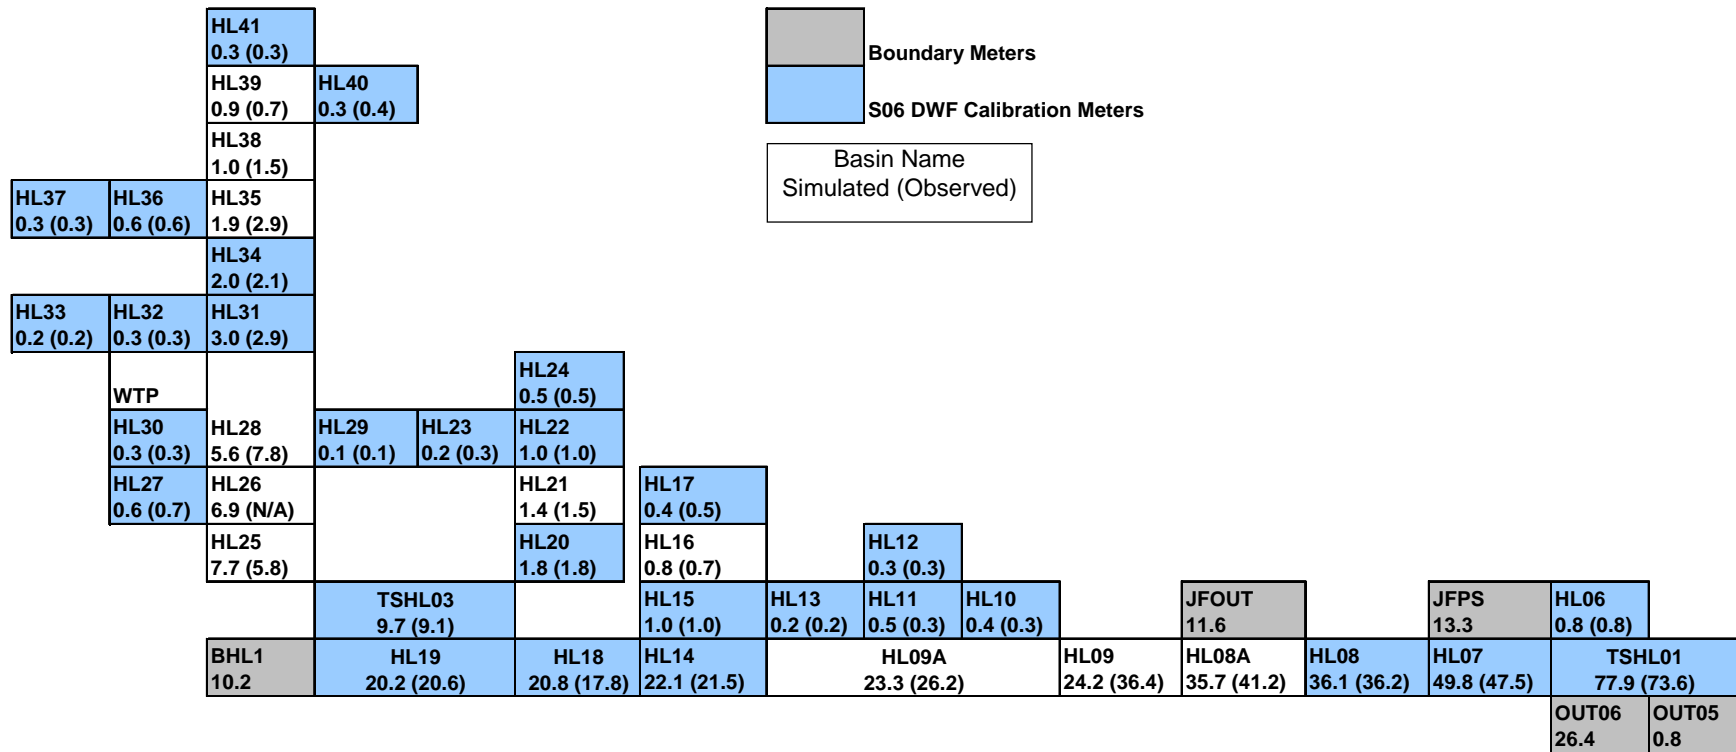 HL41
0.3 (0.3)
Boundary Meters
HL39
0.9 (0.7)
HL40
0.3 (0.4)
S06 DWF Calibration Meters
HL38
1.0 (1.5)
Basin Name
Simulated (Observed)
HL37
0.3 (0.3)
HL36
0.6 (0.6)
HL35
1.9 (2.9)
HL34
2.0 (2.1)
HL33
0.2 (0.2)
HL32
0.3 (0.3)
HL31
3.0 (2.9)
WTP
HL24
0.5 (0.5)
HL30
0.3 (0.3)
HL28
5.6 (7.8)
HL29
0.1 (0.1)
HL23
0.2 (0.3)
HL22
1.0 (1.0)
HL27
0.6 (0.7)
HL26
6.9 (N/A)
HL21
1.4 (1.5)
HL17
0.4 (0.5)
HL25
7.7 (5.8)
HL20
1.8 (1.8)
HL16
0.8 (0.7)
HL12
0.3 (0.3)
TSHL03
9.7 (9.1)
HL15
1.0 (1.0)
HL13
0.2 (0.2)
HL11
0.5 (0.3)
HL10
0.4 (0.3)
JFOUT
11.6
JFPS
13.3
HL06
0.8 (0.8)
BHL1
10.2
HL19
20.2 (20.6)
HL18
20.8 (17.8)
HL14
22.1 (21.5)
HL09A
23.3 (26.2)
HL09
24.2 (36.4)
HL08A
35.7 (41.2)
HL08
36.1 (36.2)
HL07
49.8 (47.5)
TSHL01
77.9 (73.6)
OUT06
26.4
OUT05
0.8